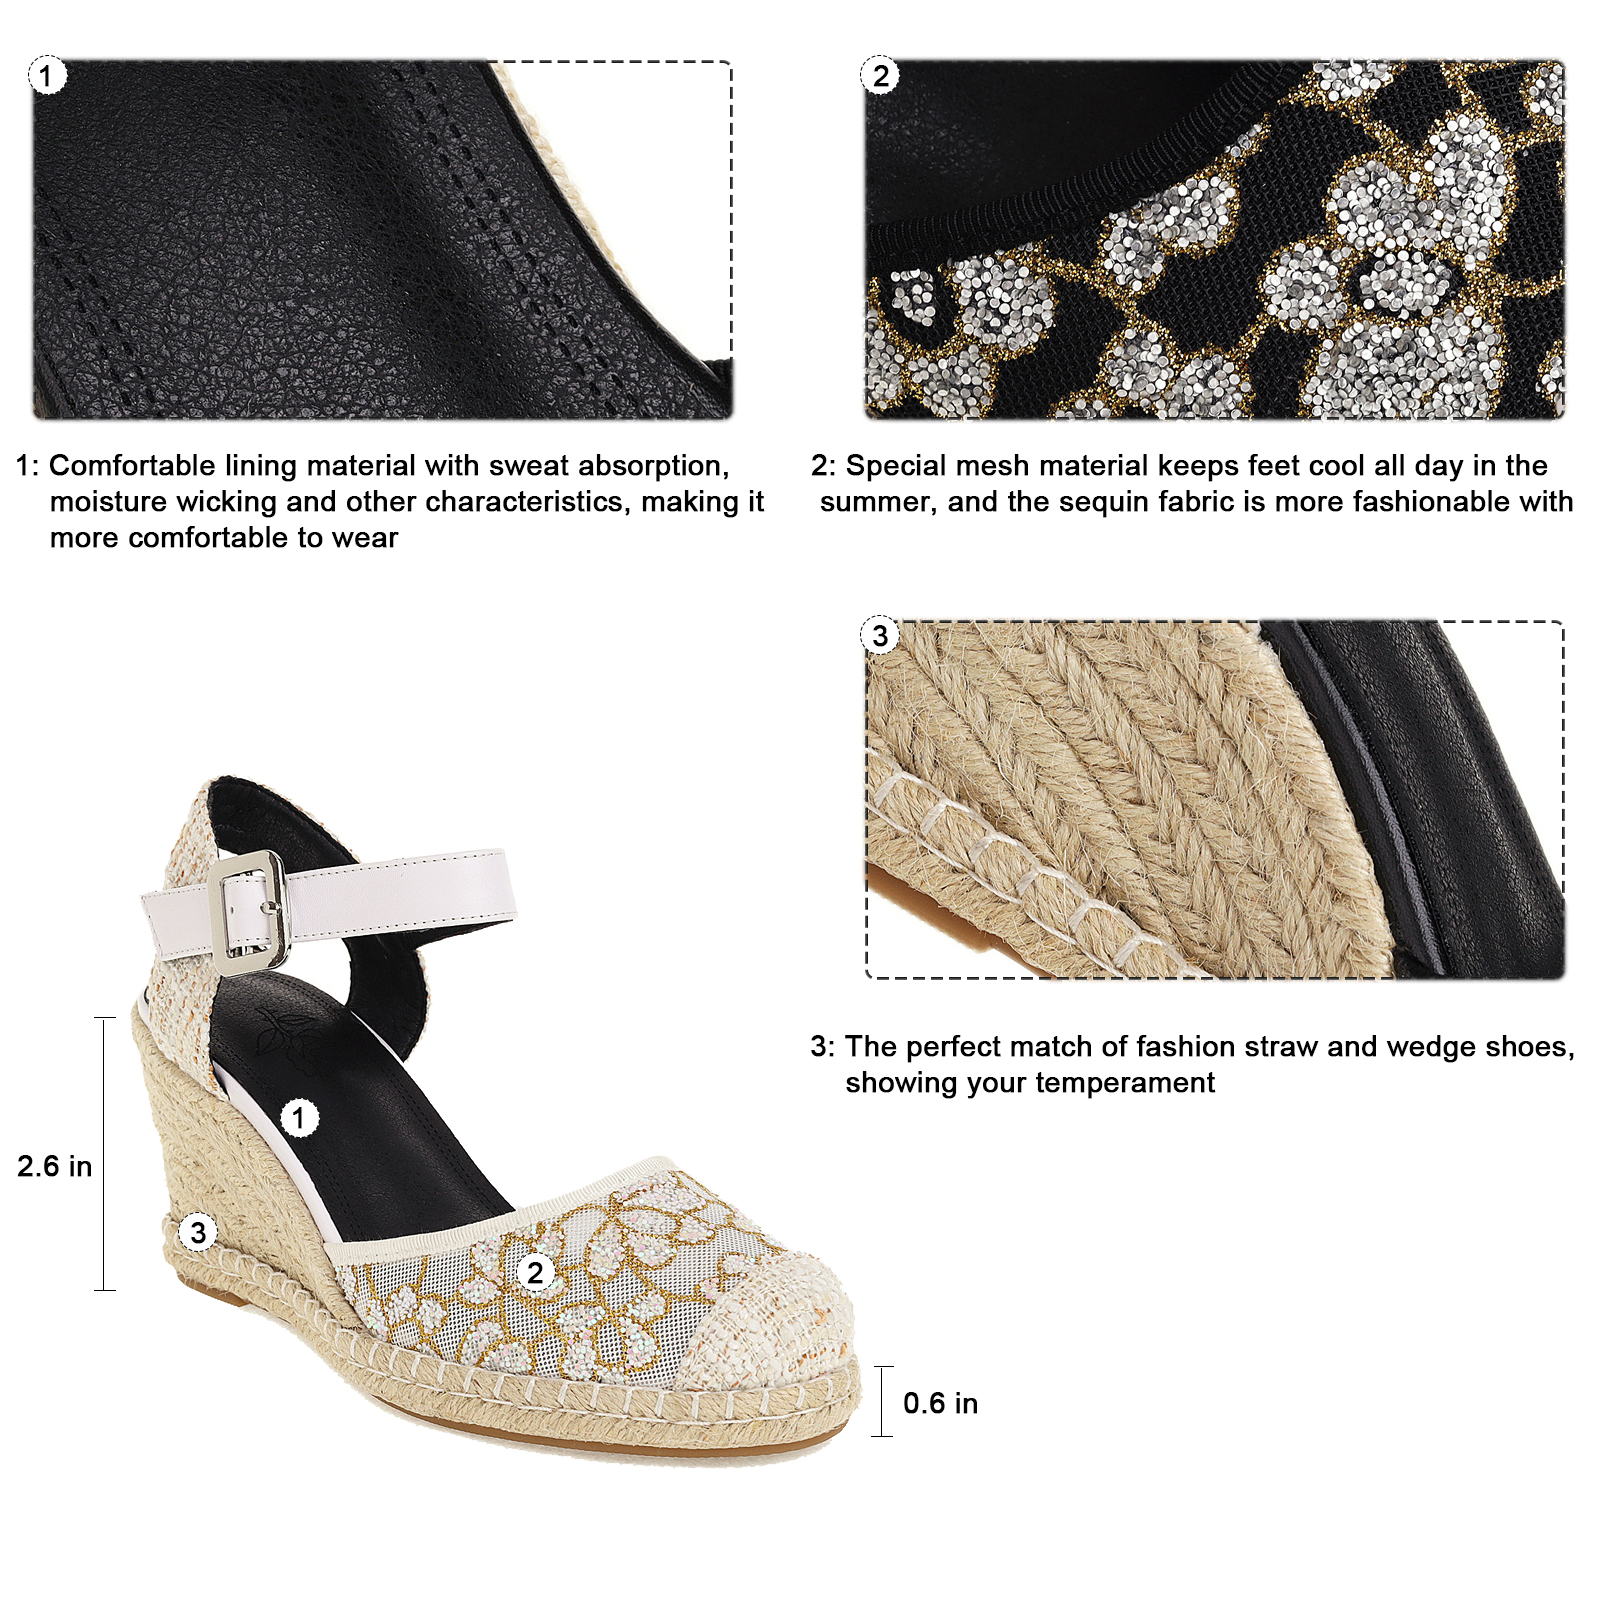 1
2
1: Comfortable lining material with sweat absorption,
moisture wicking and other characteristics, making it
more comfortable to wear
2: Special mesh material keeps feet cool all day in the
summer, and the sequin fabric is more fashionable with
3
3: The perfect match of fashion straw and wedge shoes,
showing your temperament
1
2.6 in
3
2
0.6 in